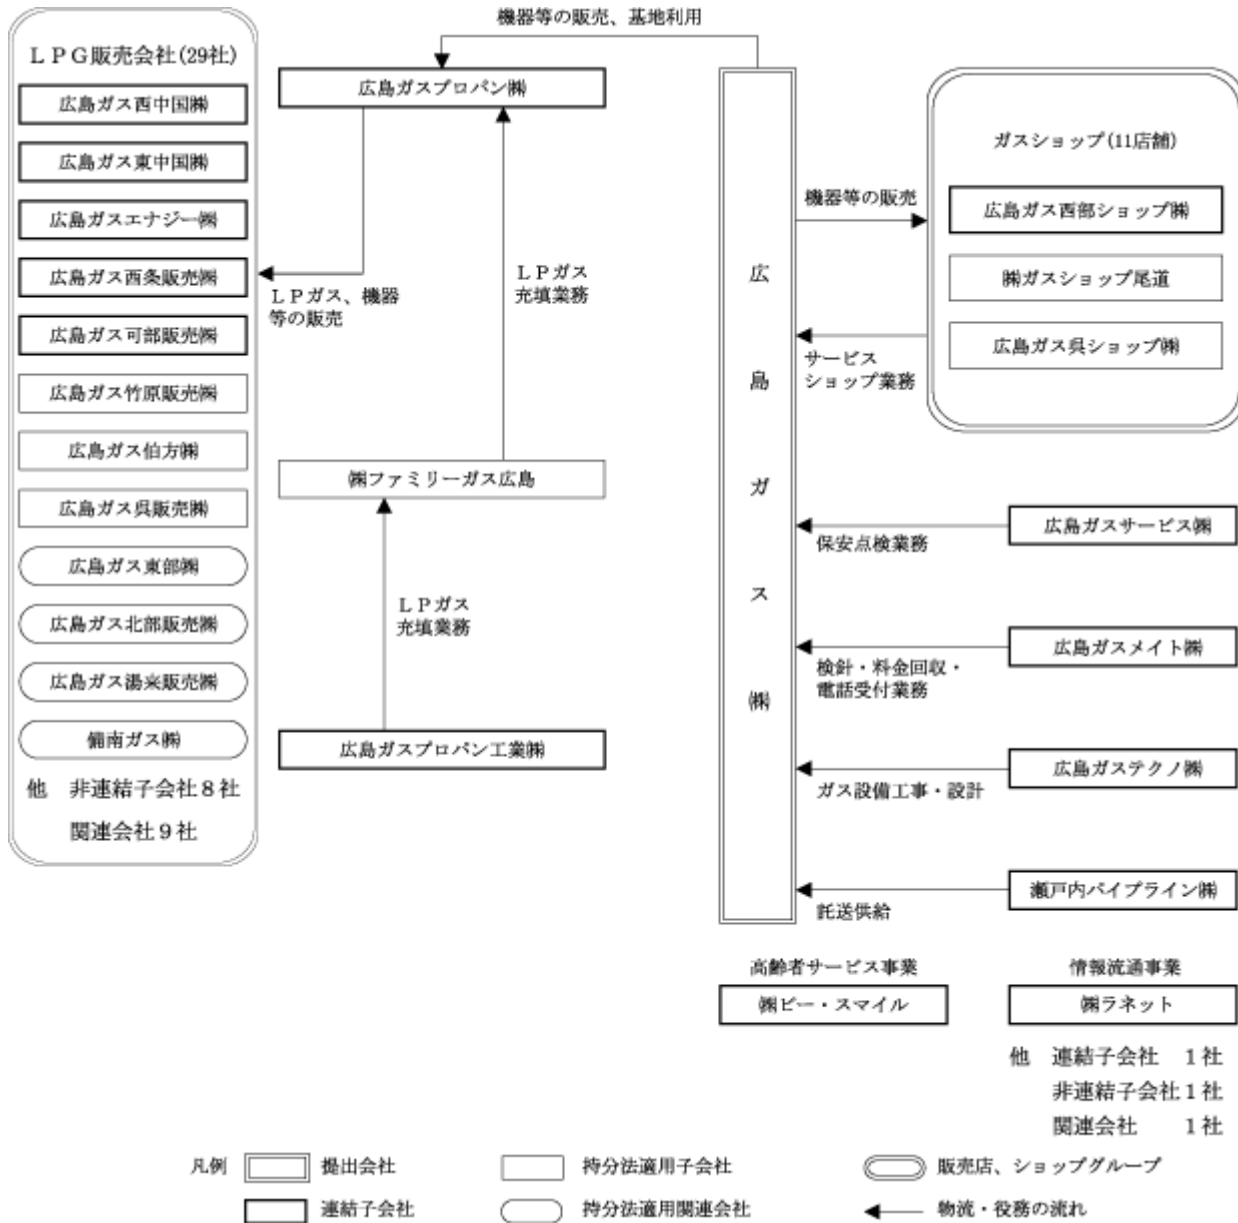 機器等の販売、基地利用
ＬＰＧ販売会社(29社)
広島ガス西中国㈱
広島ガス東中国㈱
広島ガスエナジー㈱
広島ガス西条販売㈱
広島ガス可部販売㈱
広島ガス竹原販売㈱
広島ガス伯方㈱
広島ガス呉販売㈱
広島ガス東部㈱
広島ガス北部販売㈱
広島ガス湯来販売㈱
備南ガス㈱
他　非連結子会社８社
関連会社９社
広島ガスプロパン㈱
ＬＰガス、機器
等の販売
ＬＰガス
充填業務
㈱ファミリーガス広島
ＬＰガス
充填業務
広島ガスプロパン工業㈱
広島ガス㈱
機器等の販売
サービス
ショップ業務
ガスショップ(11店舗)
広島ガス西部ショップ㈱
㈱ガスショップ尾道
広島ガス呉ショップ㈱
保安点検業務
広島ガスサービス㈱
検針・料金回収・
電話受付業務
広島ガスメイト㈱
ガス設備工事・設計
広島ガステクノ㈱
託送供給
瀬戸内パイプライン㈱
高齢者サービス事業
㈱ビー・スマイル
情報流通事業
㈱ラネット
他　連結子会社　１社
非連結子会社１社
関連会社　　１社
凡例　提出会社　持分法適用子会社　販売店、ショップグループ
連結子会社　持分法適用関連会社　物流・役務の流れ